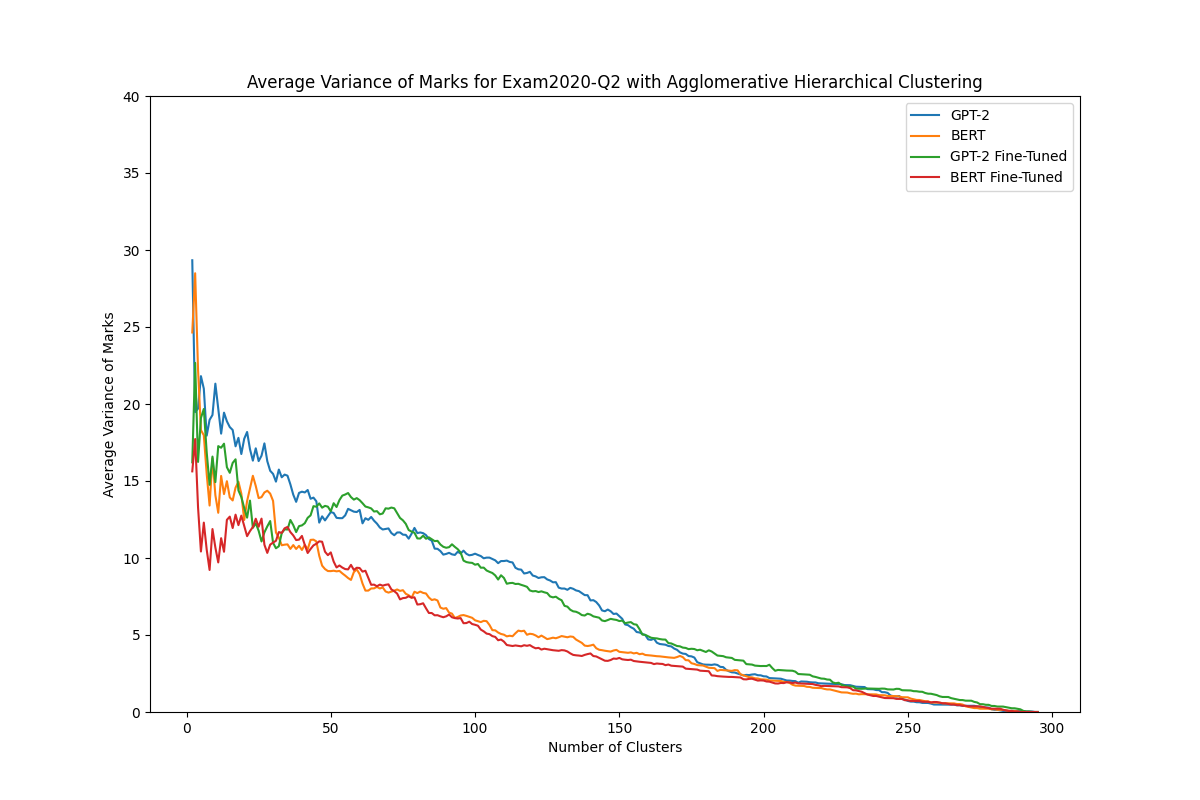 Average Variance of Marks for Exam2020-Q2 with Agglomerative Hierarchical Clustering
GPT-2
BERT
GPT-2 Fine-Tuned
BERT Fine-Tuned
Average Variance of Marks
40
35
30
25
20
15
10
5
0
0 50 100 150 200 250 300
Number of Clusters